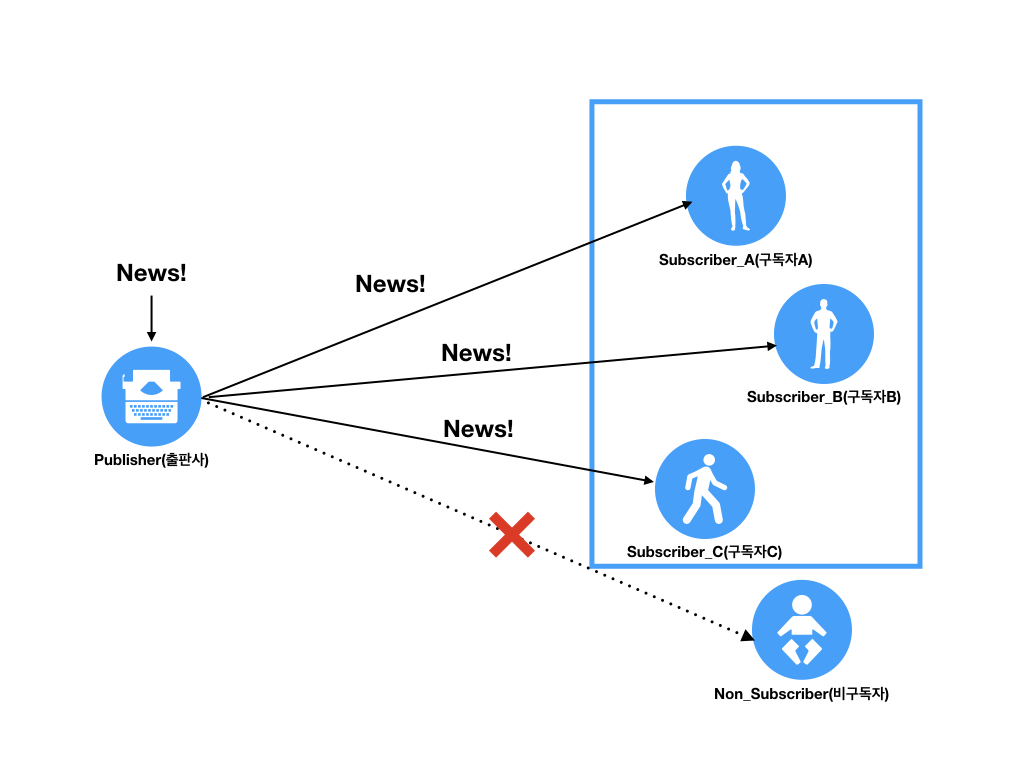 Subscriber_A(구독자A)
News!
News!
News!
Subscriber_B(구독자B)
News!
Publisher(출판사)
Subscriber_C(구독자C)
Non_Subscriber(비구독자)